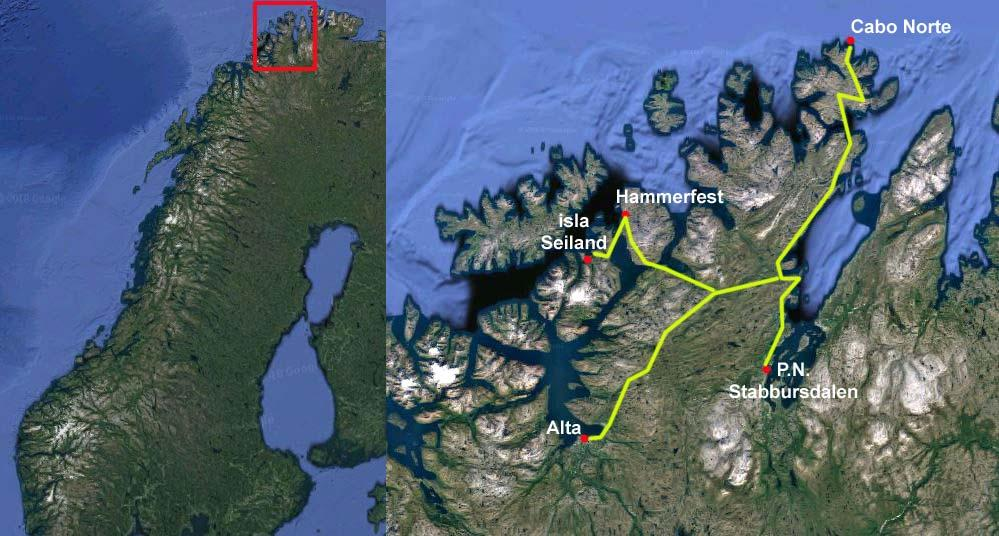 Cabo Norte
Hammerfest
isla
Seiland
P.N.
Stabbursdalen
Alta